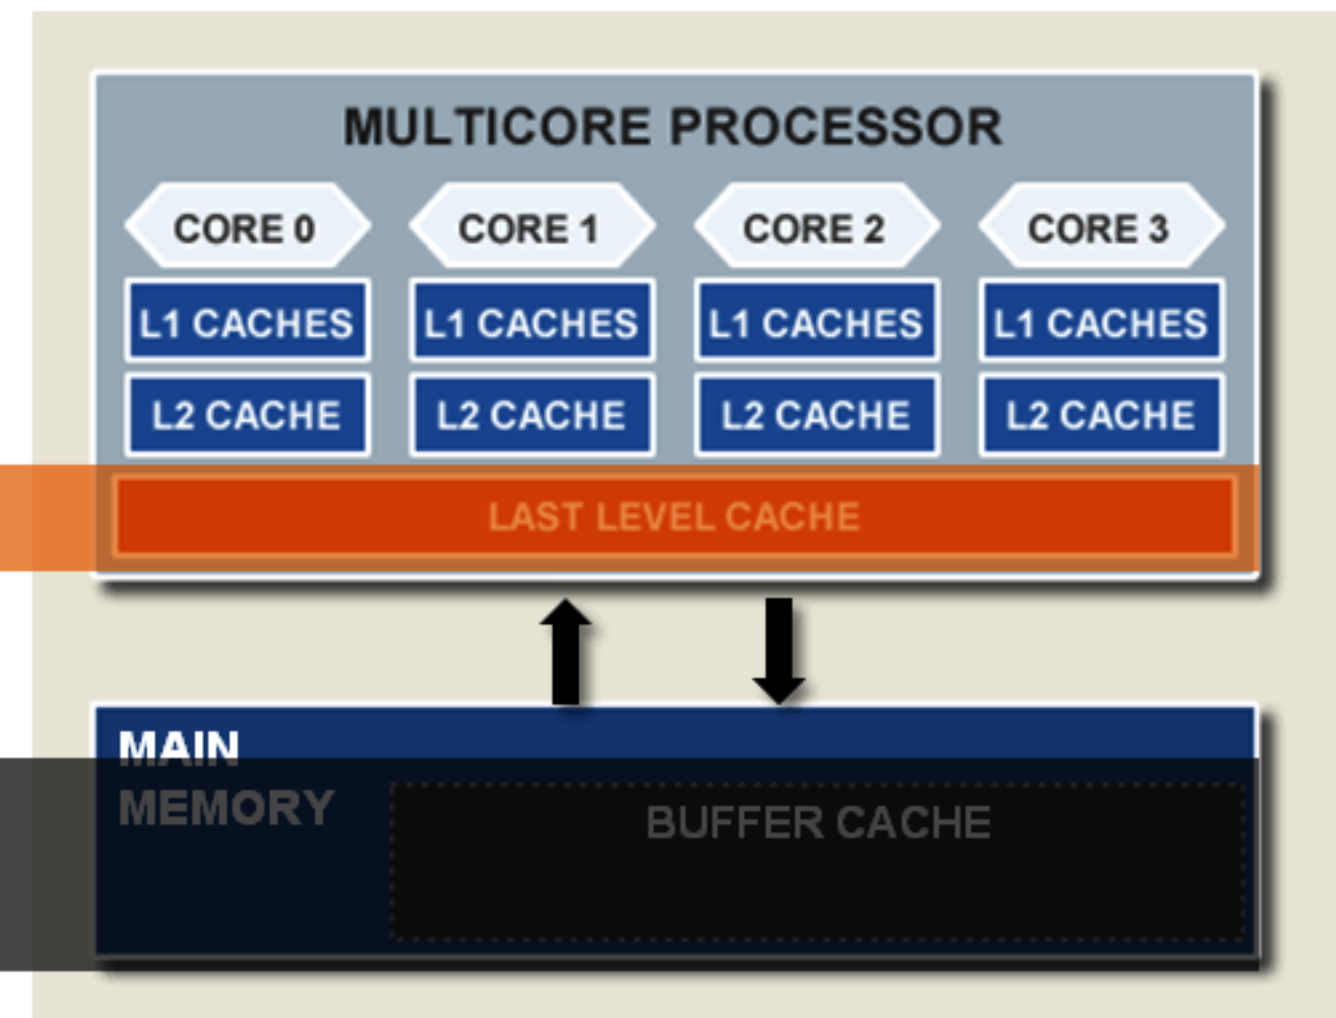 MULTICORE PROCESSOR
CORE 0 CORE 1 CORE 2 CORE 3
L1 CACHES L1 CACHES L1 CACHES L1 CACHES
L2 CACHE L2 CACHE L2 CACHE L2 CACHE
LAST LEVEL CACHE
MAIN
MEMORY
BUFFER CACHE